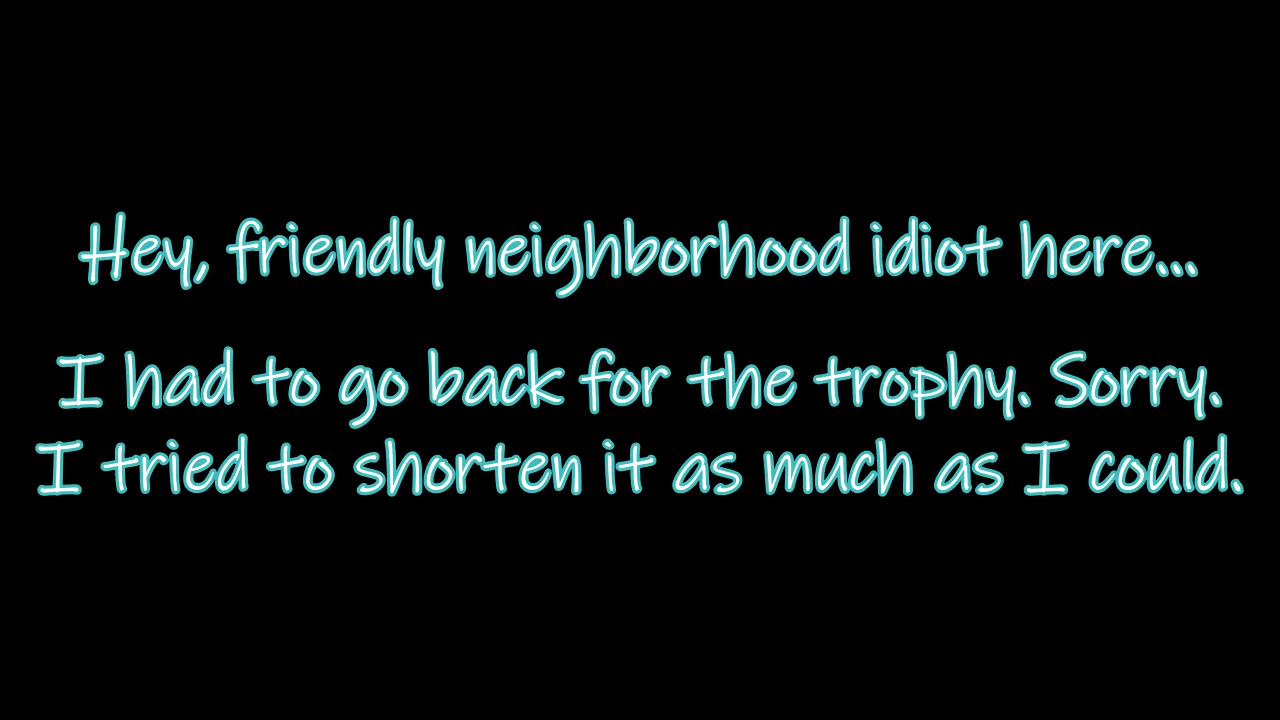 Hey, friendly neighborhood idiot here...
I had to go back for the trophy. Sorry.
I tried to shorten it as much as I could.